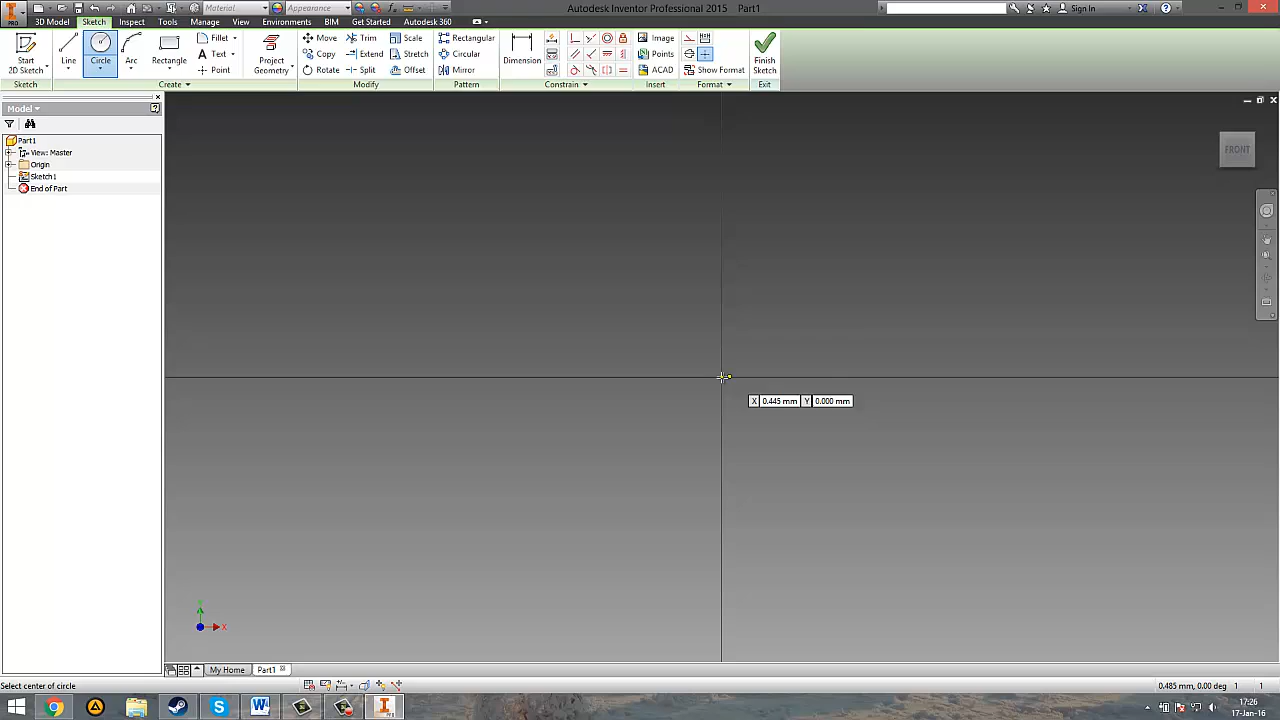 Material Appearance Autodesk Inventor Professional 2015 Part1 Sign In
PRO 3D Model Sketch Inspect Tools Manage View Environments BIM Get Started Autodesk 360
Start 2D Sketch Line Circle Arc Rectangle Fillet Text Point Project Geometry Move Copy Rotate Trim Extend Split Scale Stretch Offset Rectangular Circular Mirror Dimension Image Points ACAD Show Format Finish Sketch
Sketch Create Modify Pattern Constrain Insert Format Exit
Model
Part1
View: Master
Origin
Sketch1
End of Part
FRONT
X 0.445 mm Y 0.000 mm
Y
X
My Home Part1
Select center of circle 0.485 mm, 0.00 deg 1 1
17:26
17-Jan-16